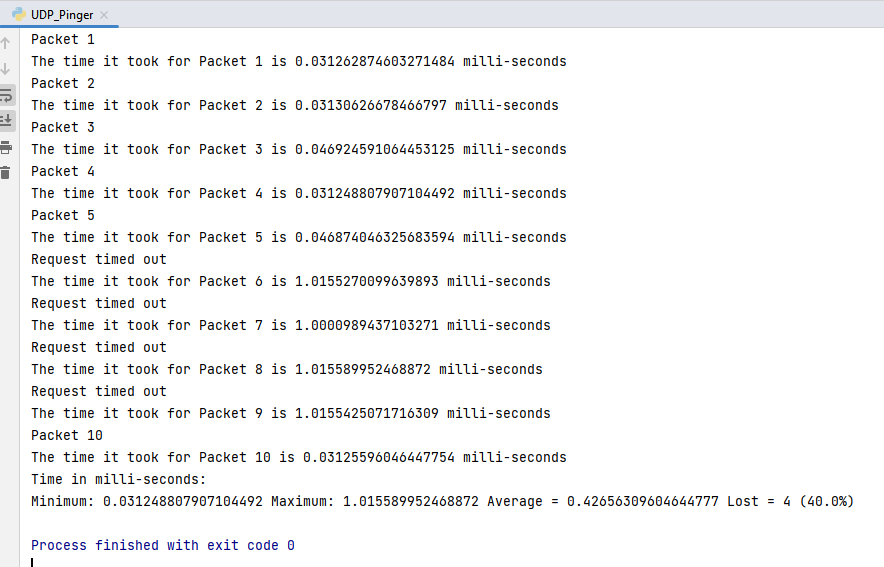 UDP_Pinger
Packet 1
The time it took for Packet 1 is 0.031262874603271484 milli-seconds
Packet 2
The time it took for Packet 2 is 0.03130626678466797 milli-seconds
Packet 3
The time it took for Packet 3 is 0.046924591064453125 milli-seconds
Packet 4
The time it took for Packet 4 is 0.031248807907104492 milli-seconds
Packet 5
The time it took for Packet 5 is 0.046874046325683594 milli-seconds
Request timed out
The time it took for Packet 6 is 1.0155270099639893 milli-seconds
Request timed out
The time it took for Packet 7 is 1.0000989437103271 milli-seconds
Request timed out
The time it took for Packet 8 is 1.015589952468872 milli-seconds
Request timed out
The time it took for Packet 9 is 1.0155425071716309 milli-seconds
Packet 10
The time it took for Packet 10 is 0.03125596046447754 milli-seconds
Time in milli-seconds:
Minimum: 0.031248807907104492 Maximum: 1.015589952468872 Average = 0.42656309604644777 Lost = 4 (40.0%)
Process finished with exit code 0